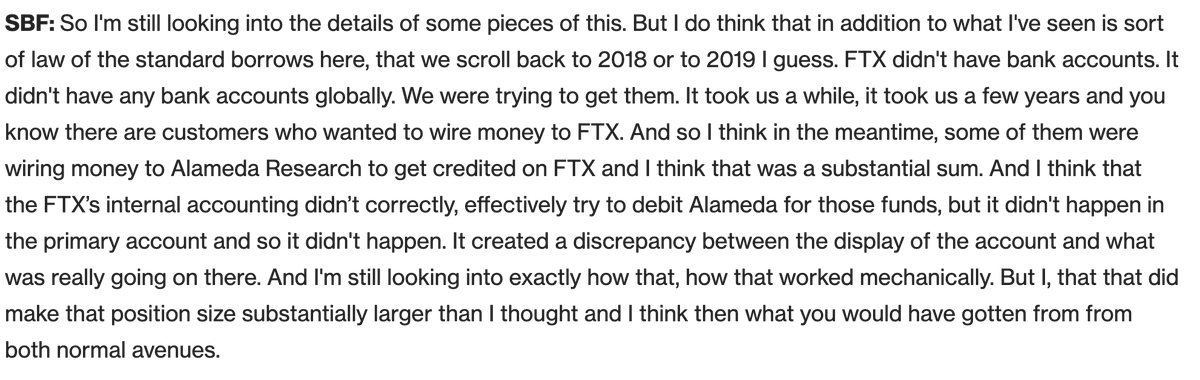 SBF: So I'm still looking into the details of some pieces of this. But I do think that in addition to what I've seen is sort
of law of the standard borrows here, that we scroll back to 2018 or to 2019 I guess. FTX didn't have bank accounts. It
didn't have any bank accounts globally. We were trying to get them. It took us a while, it took us a few years and you
know there are customers who wanted to wire money to FTX. And so I think in the meantime, some of them were
wiring money to Alameda Research to get credited on FTX and I think that was a substantial sum. And I think that
the FTX’s internal accounting didn’t correctly, effectively try to debit Alameda for those funds, but it didn't happen in
the primary account and so it didn't happen. It created a discrepancy between the display of the account and what
was really going on there. And I'm still looking into exactly how that, how that worked mechanically. But I, that that did
make that position size substantially larger than I thought and I think then what you would have gotten from from
both normal avenues.